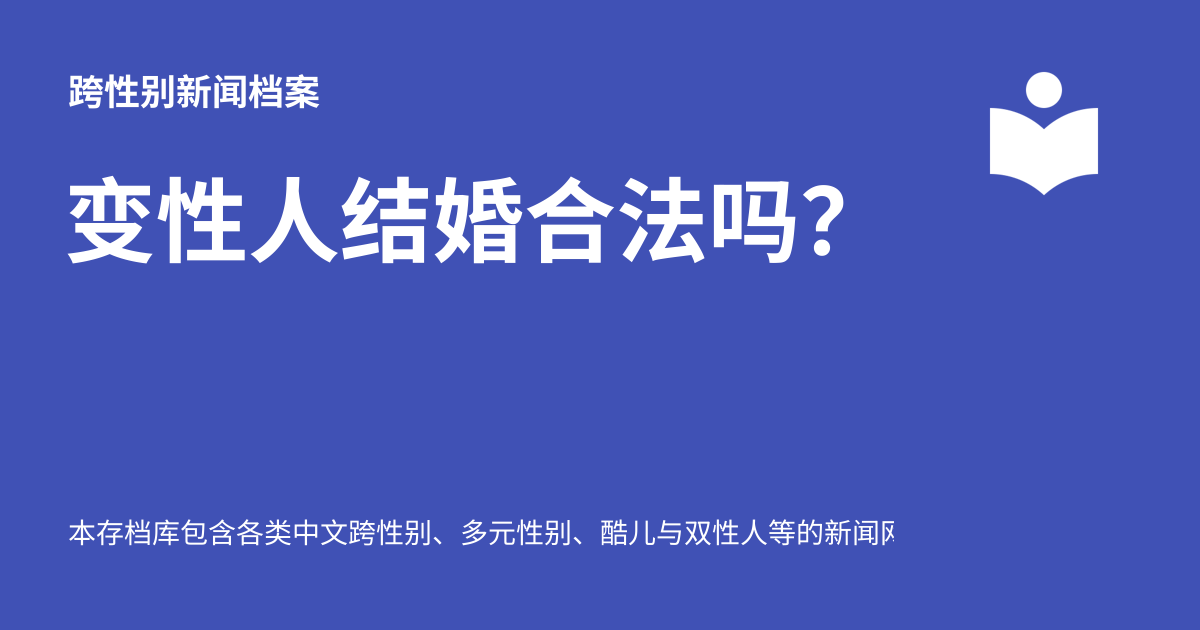 跨性别新闻档案
变性人结婚合法吗？
本存档库包含各类中文跨性别、多元性别、酷儿与双性人等的新闻